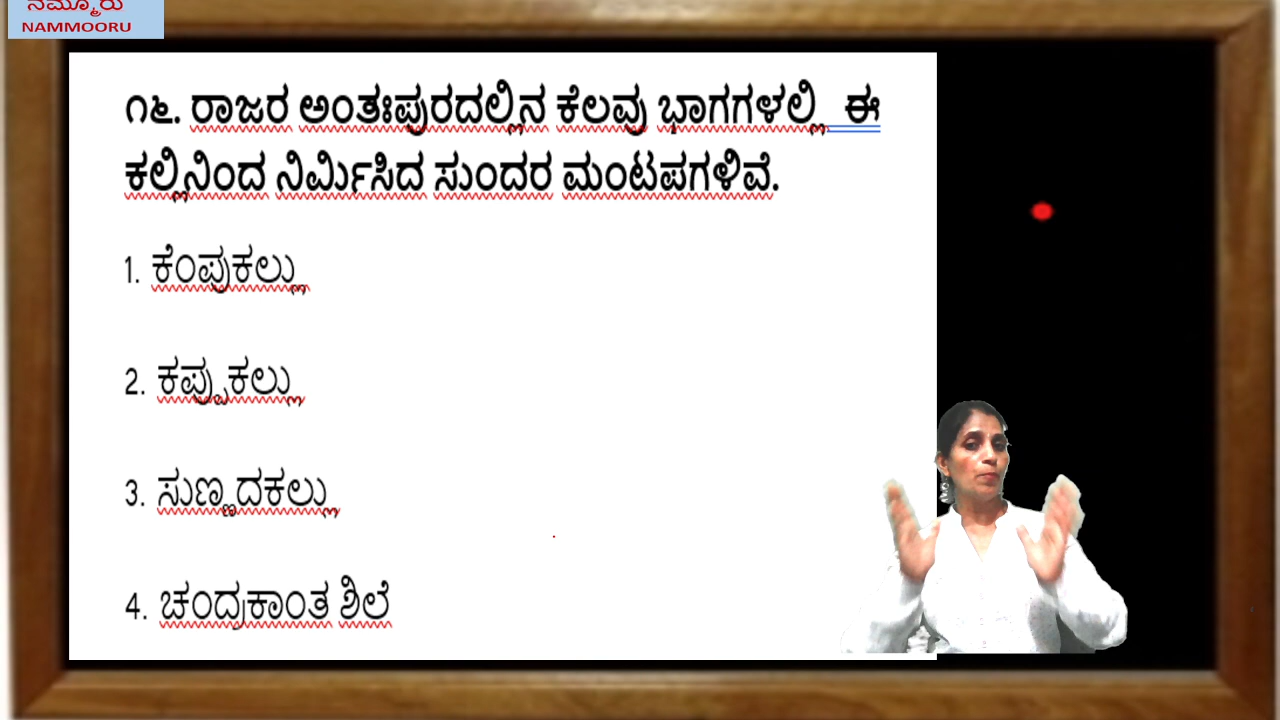 ನಮ್ಮೂರು
NAMMOORU
೧೬. ರಾಜರ ಅಂತಃಪುರದಲ್ಲಿನ ಕೆಲವು ಭಾಗಗಳಲ್ಲಿ ಈ
ಕಲ್ಲಿನಿಂದ ನಿರ್ಮಿಸಿದ ಸುಂದರ ಮಂಟಪಗಳಿವೆ.
1. ಕೆಂಪುಕಲ್ಲು
2. ಕಪ್ಪುಕಲ್ಲು
3. ಸುಣ್ಣದಕಲ್ಲು
4. ಚಂದ್ರಕಾಂತ ಶಿಲೆ